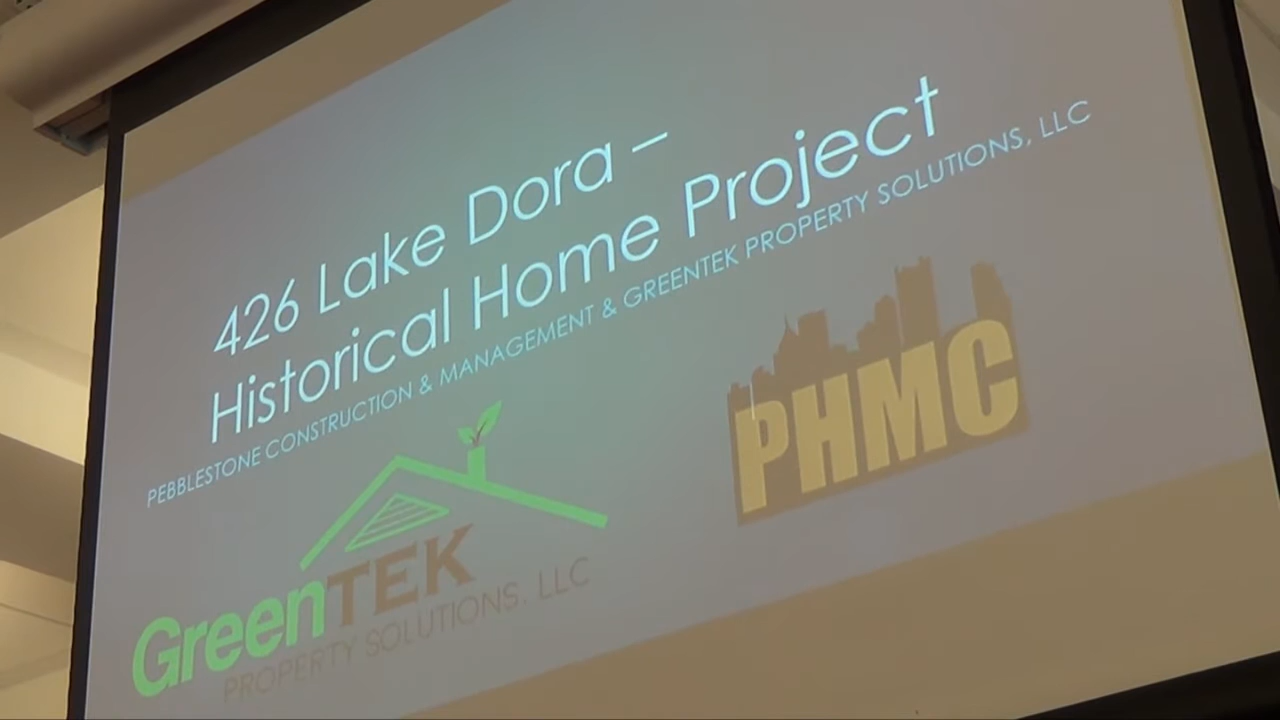 426 Lake Dora –
Historical Home Project
PEBBLESTONE CONSTRUCTION & MANAGEMENT & GREENTEK PROPERTY SOLUTIONS, LLC
GreenTEK
PROPERTY SOLUTIONS. LLC
PHMC